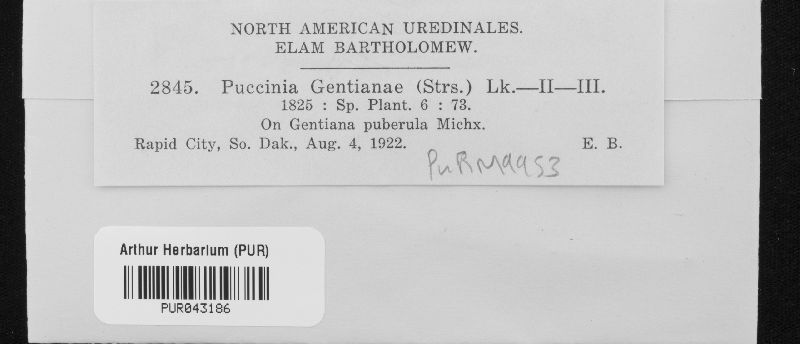 NORTH AMERICAN UREDINALES.
ELAM BARTHOLOMEW.
2845. Puccinia Gentianae (Strs.) Lk.—II—III.
1825 : Sp. Plant. 6 : 73.
On Gentiana puberula Michx.
Rapid City, So. Dak., Aug. 4, 1922. E. B.
PURM9953
Arthur Herbarium (PUR)
PUR043186